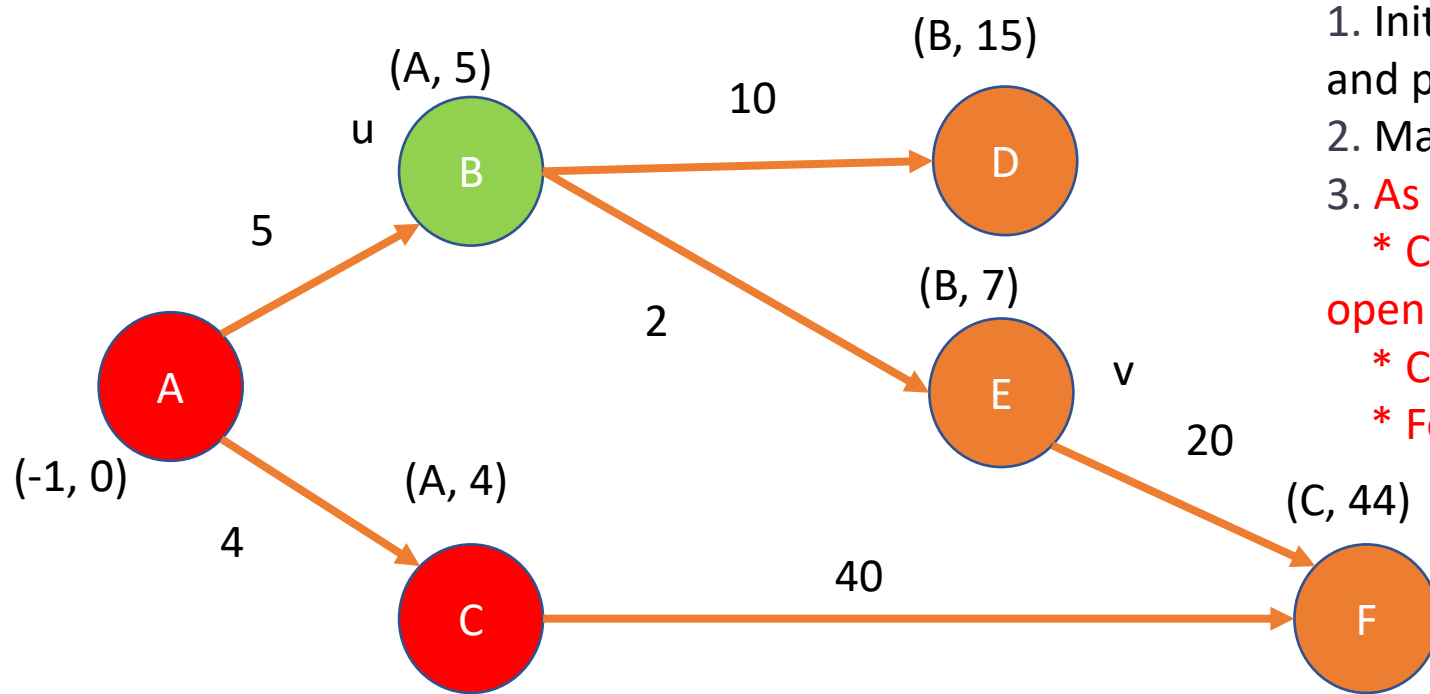 (B, 15)
(A, 5)
10
u
B
D
5
(B, 7)
2
A
E
v
20
(-1, 0)
(A, 4)
(C, 44)
4
40
C
F
1. Init
and p
2. Ma
3. As
* C
open
* C
* Fo